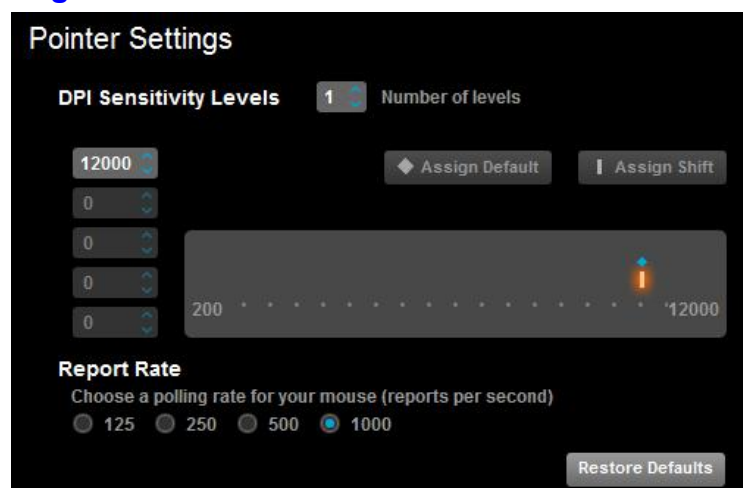 Pointer Settings
DPI Sensitivity Levels 1 Number of levels
12000 Assign Default Assign Shift
0
0
0
200 12000
0
Report Rate
Choose a polling rate for your mouse (reports per second)
125 250 500 1000
Restore Defaults